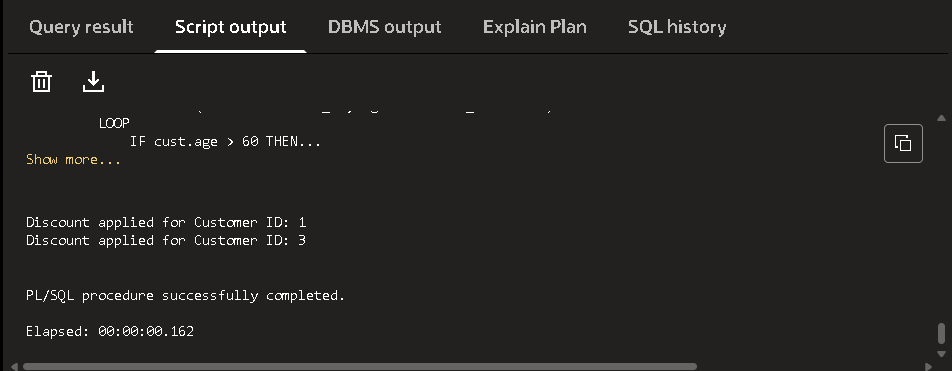 Query result Script output DBMS output Explain Plan SQL history
LOOP
IF cust.age > 60 THEN...
Show more...
Discount applied for Customer ID: 1
Discount applied for Customer ID: 3
PL/SQL procedure successfully completed.
Elapsed: 00:00:00.162